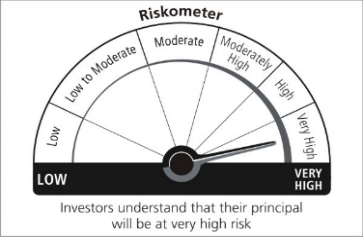 Riskometer
Low
Low to Moderate
Moderate
Moderately
High
High
Very High
LOW
VERY
HIGH
Investors understand that their principal
will be at very high risk